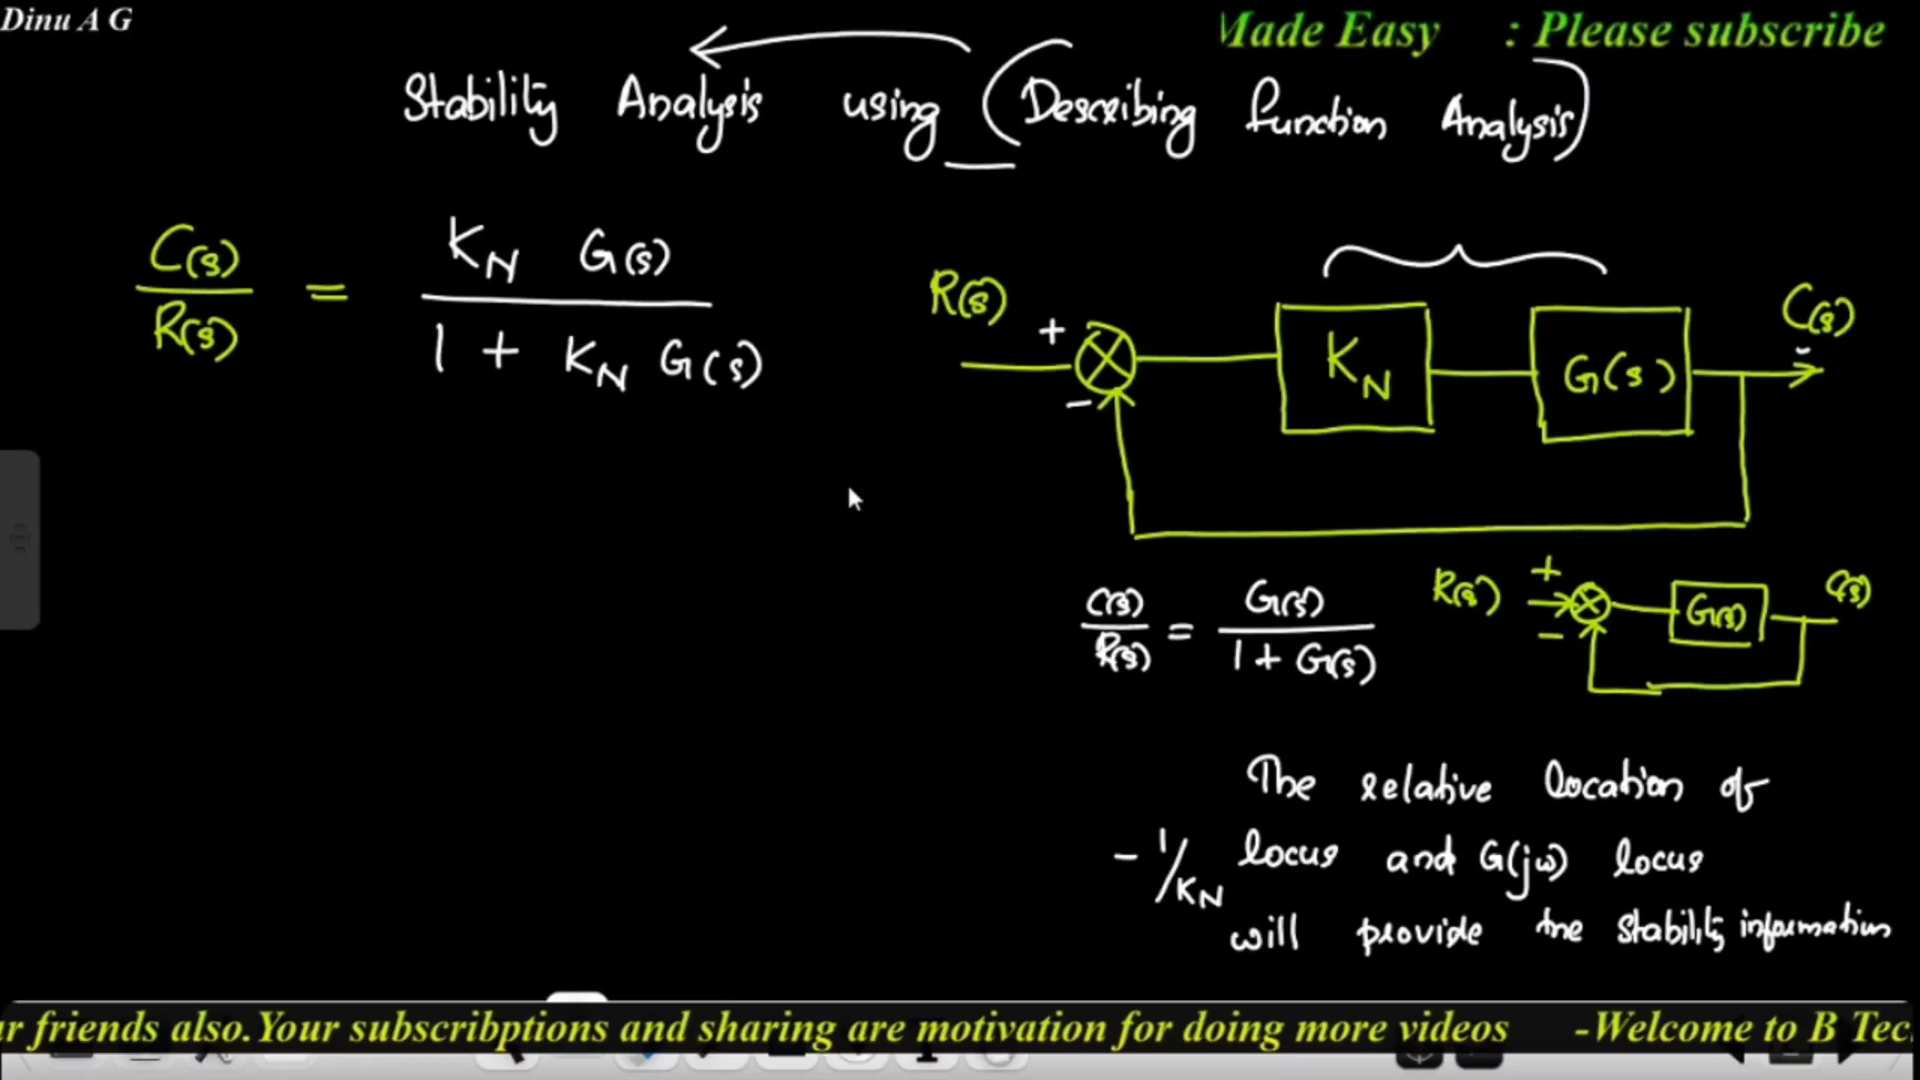 Dinu A G
Made Easy : Please subscribe
Stability Analysis using (Describing function Analysis)
C(s) / R(s) = K_N G(s) / 1 + K_N G(s)
R(s) + - K_N G(s) C(s)
C(s) / R(s) = G(s) / 1 + G(s)
R(s) + - G(s) C(s)
The relative location of
- 1/K_N locus and G(jω) locus
will provide the stability information
r friends also. Your subscribptions and sharing are motivation for doing more videos -Welcome to B Tec